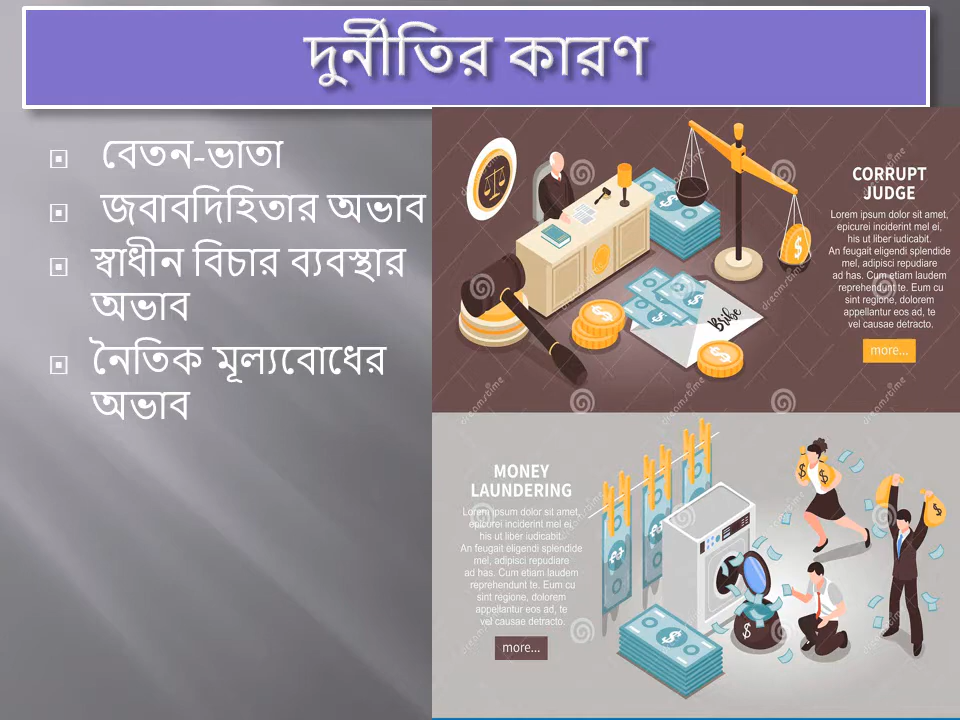 দুর্নীতির কারণ
বেতন-ভাতা
জবাবদিহিতার অভাব
স্বাধীন বিচার ব্যবস্থার
অভাব
নৈতিক মূল্যবোধের
অভাব
CORRUPT
JUDGE
Lorem ipsum dolor sit amet,
epicurei inciderint mel ei,
his ut liber iudicabit.
An feugait eligendi splendide
mel, adipisci repudiare
ad has. Cum etiam laudem
reprehendunt te. Eum cu
sint regione, dolorem
appellantur eos ad, te
vel causae detracto.
more...
Bribe
MONEY
LAUNDERING
Lorem ipsum dolor sit amet,
epicurei inciderint mel ei,
his ut liber iudicabit.
An feugait eligendi splendide
mel, adipisci repudiare
ad has. Cum etiam laudem
reprehendunt te. Eum cu
sint regione, dolorem
appellantur eos ad, te
vel causae detracto.
more...
dreamstime